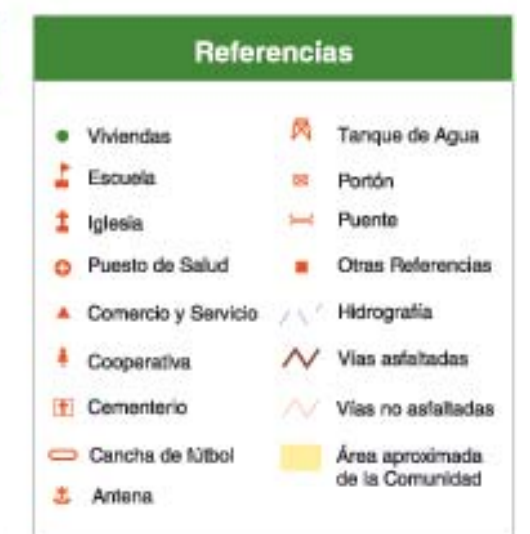 Referencias
Viviendas
Escuela
Iglesia
Puesto de Salud
Comercio y Servicio
Cooperativa
Cementerio
Cancha de fútbol
Antena
Tanque de Agua
Portón
Puente
Otras Referencias
Hidrografía
Vías asfaltadas
Vías no asfaltadas
Área aproximada
de la Comunidad